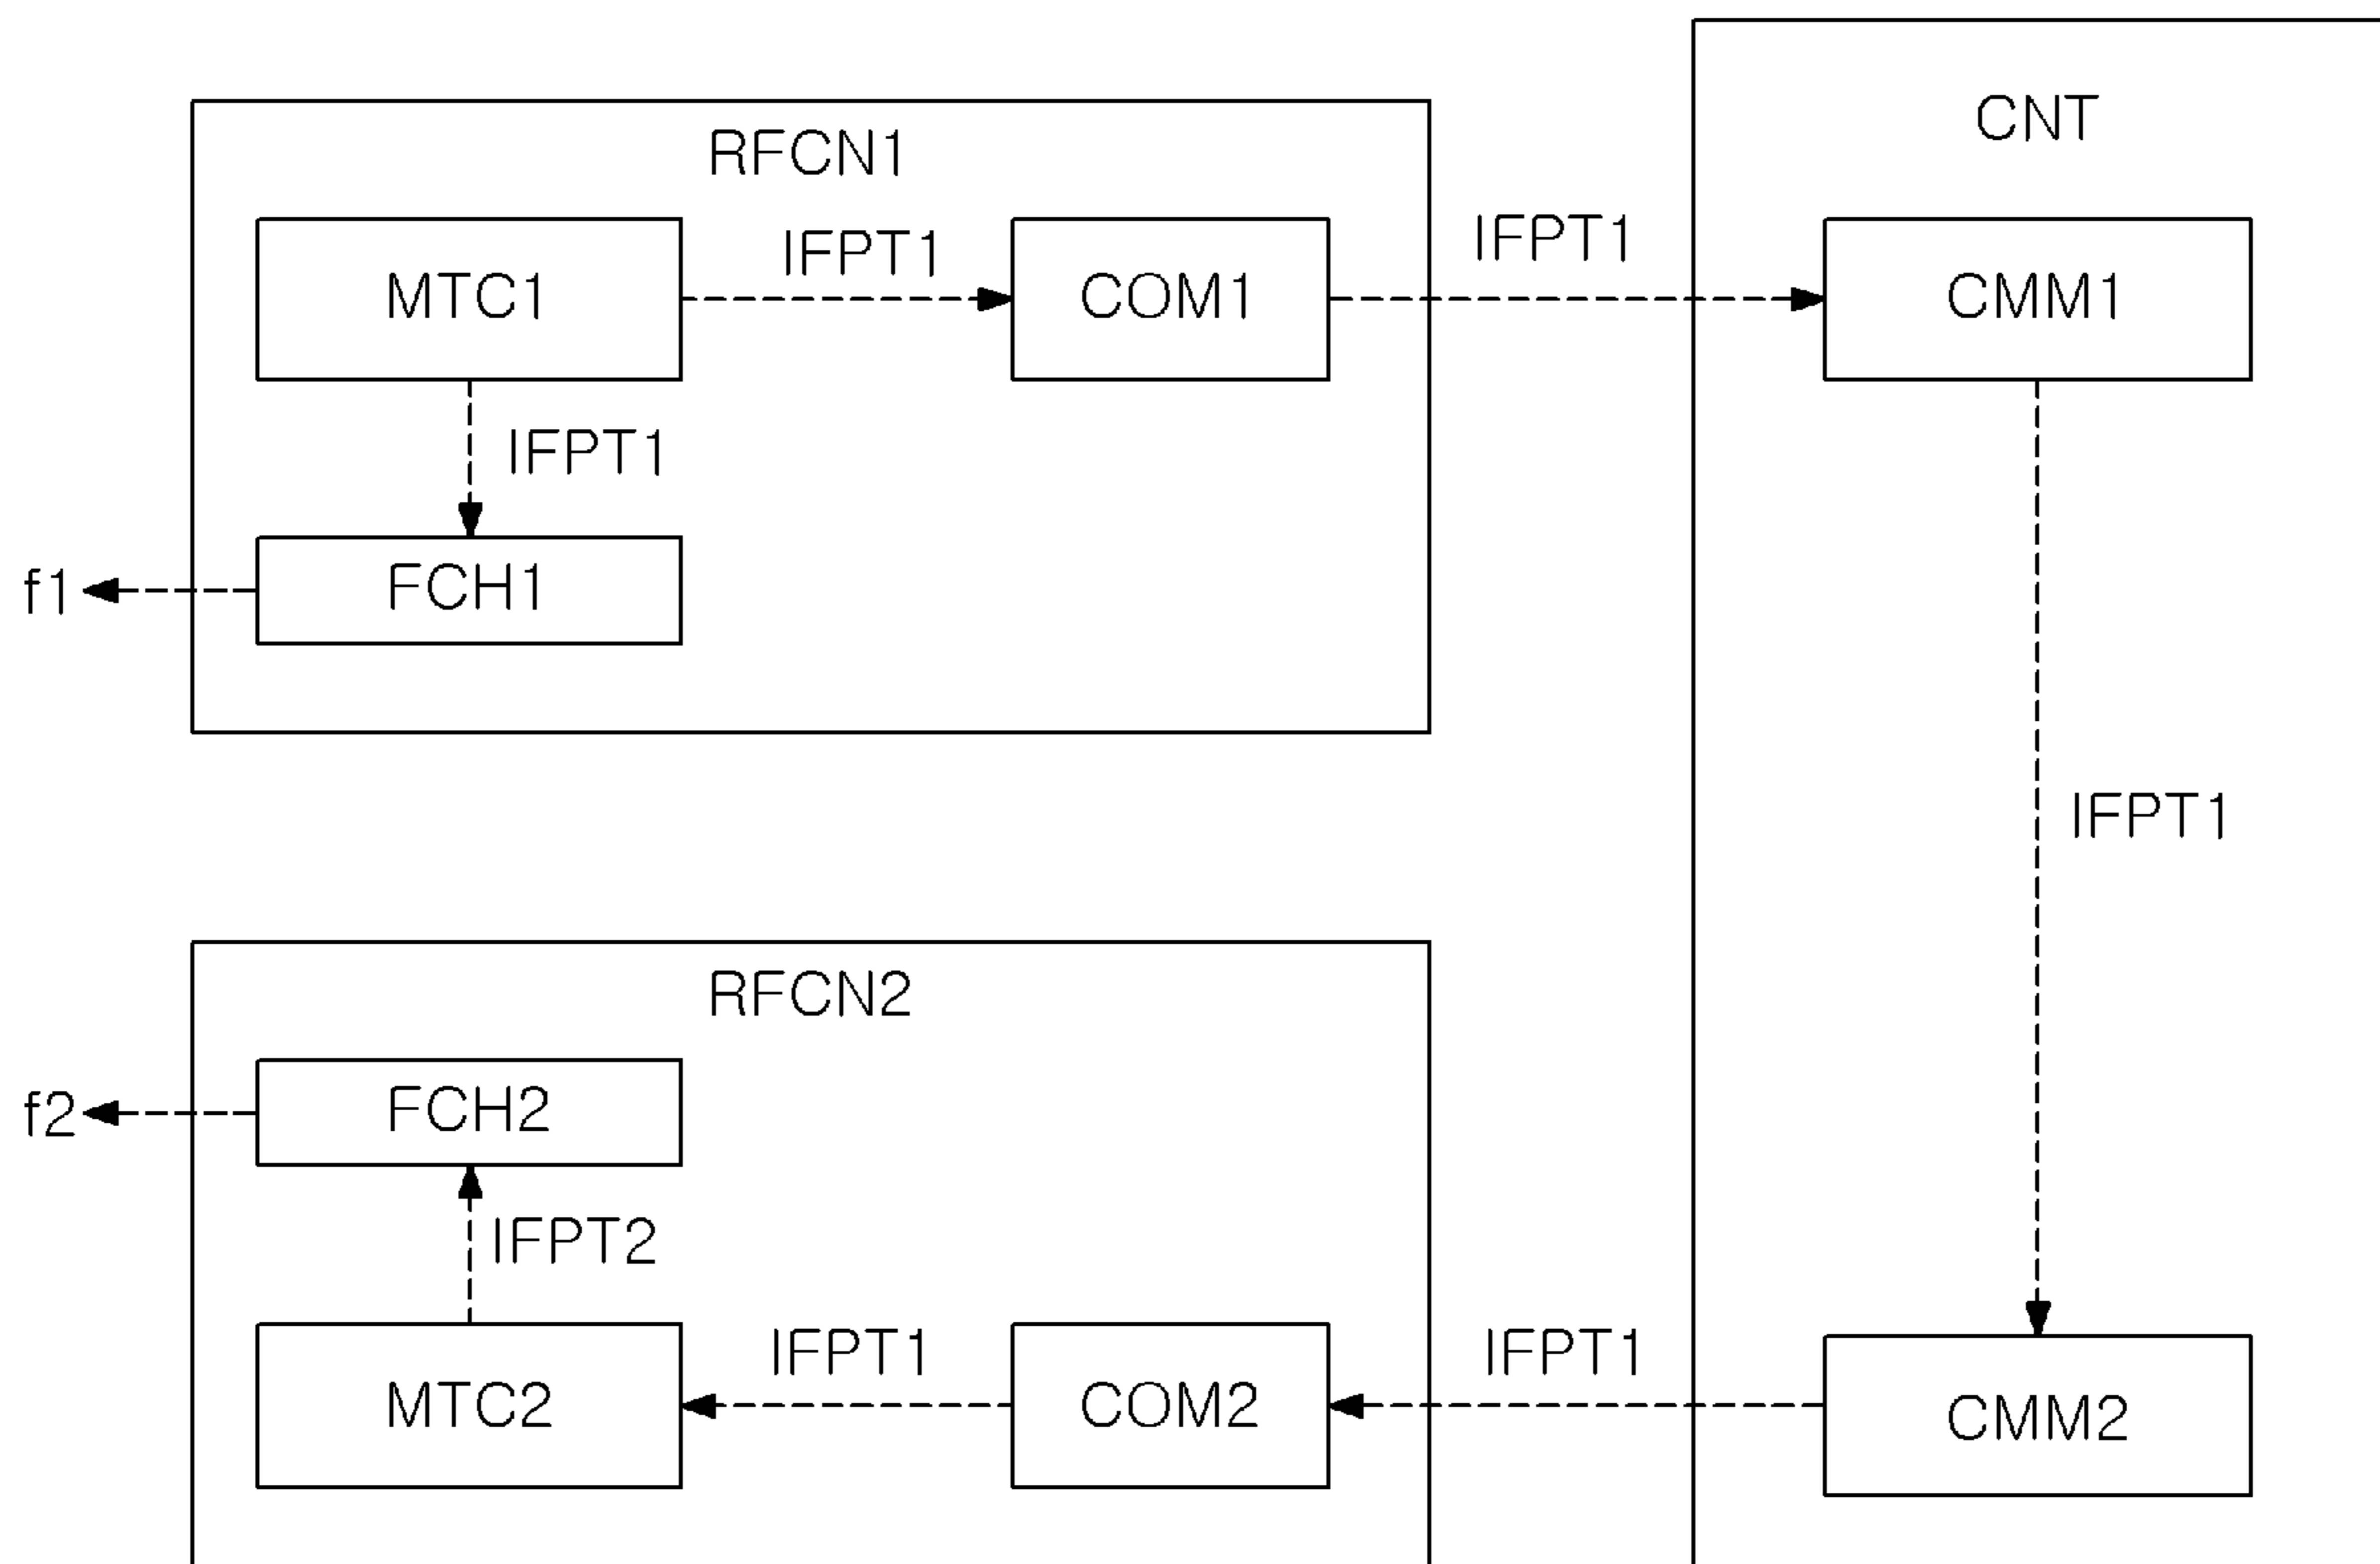 CNT
RFCN1
MTC1
IFPT1
COM1
IFPT1
CMM1
IFPT1
f1
FCH1
IFPT1
RFCN2
f2
FCH2
IFPT2
MTC2
IFPT1
COM2
IFPT1
CMM2